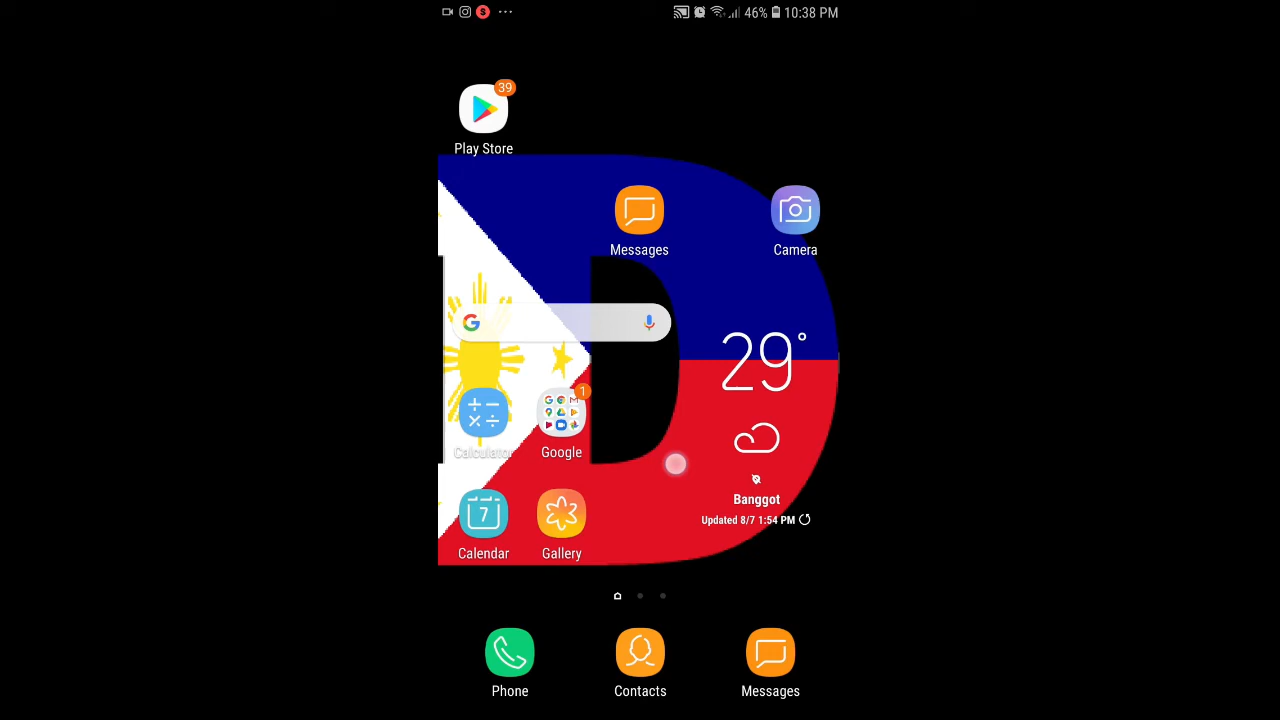 46% 10:38 PM
39
Play Store
Messages
Camera
29°
1
Calculator
Google
Banggot
Updated 8/7 1:54 PM
7
Calendar
Gallery
Phone
Contacts
Messages